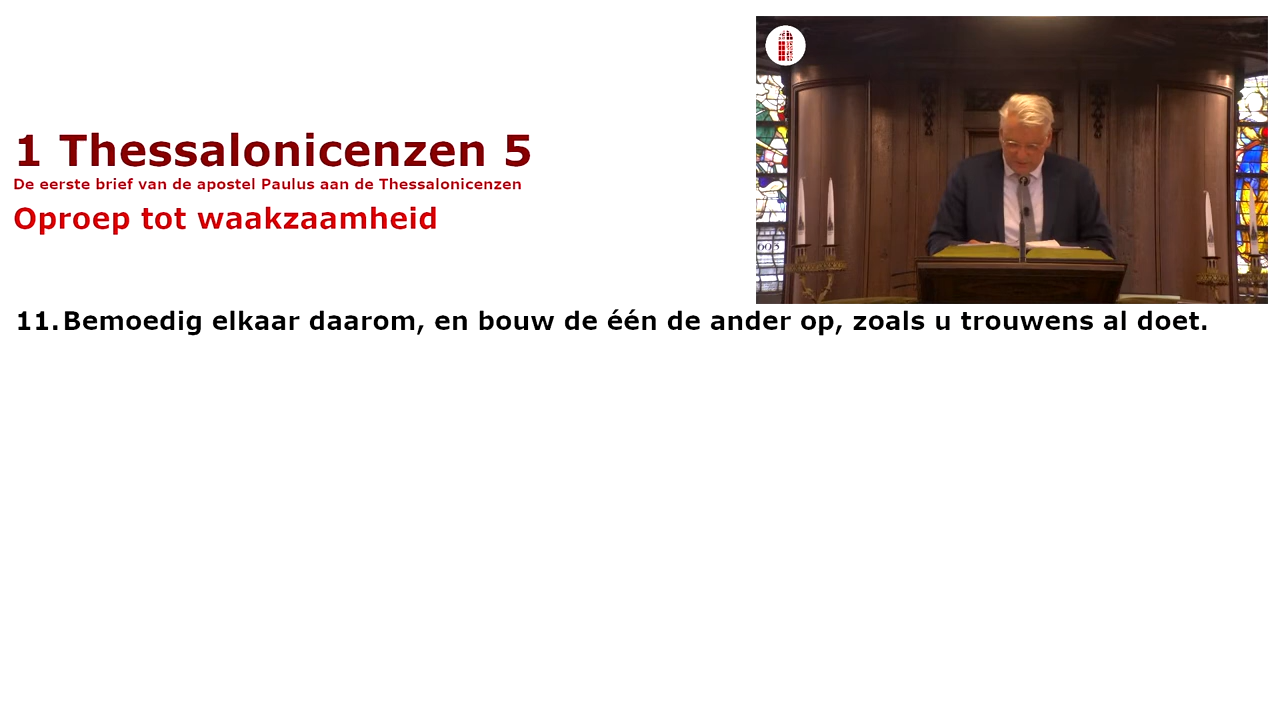 1 Thessalonicenzen 5
De eerste brief van de apostel Paulus aan de Thessalonicenzen
Oproep tot waakzaamheid
11. Bemoedig elkaar daarom, en bouw de één de ander op, zoals u trouwens al doet.